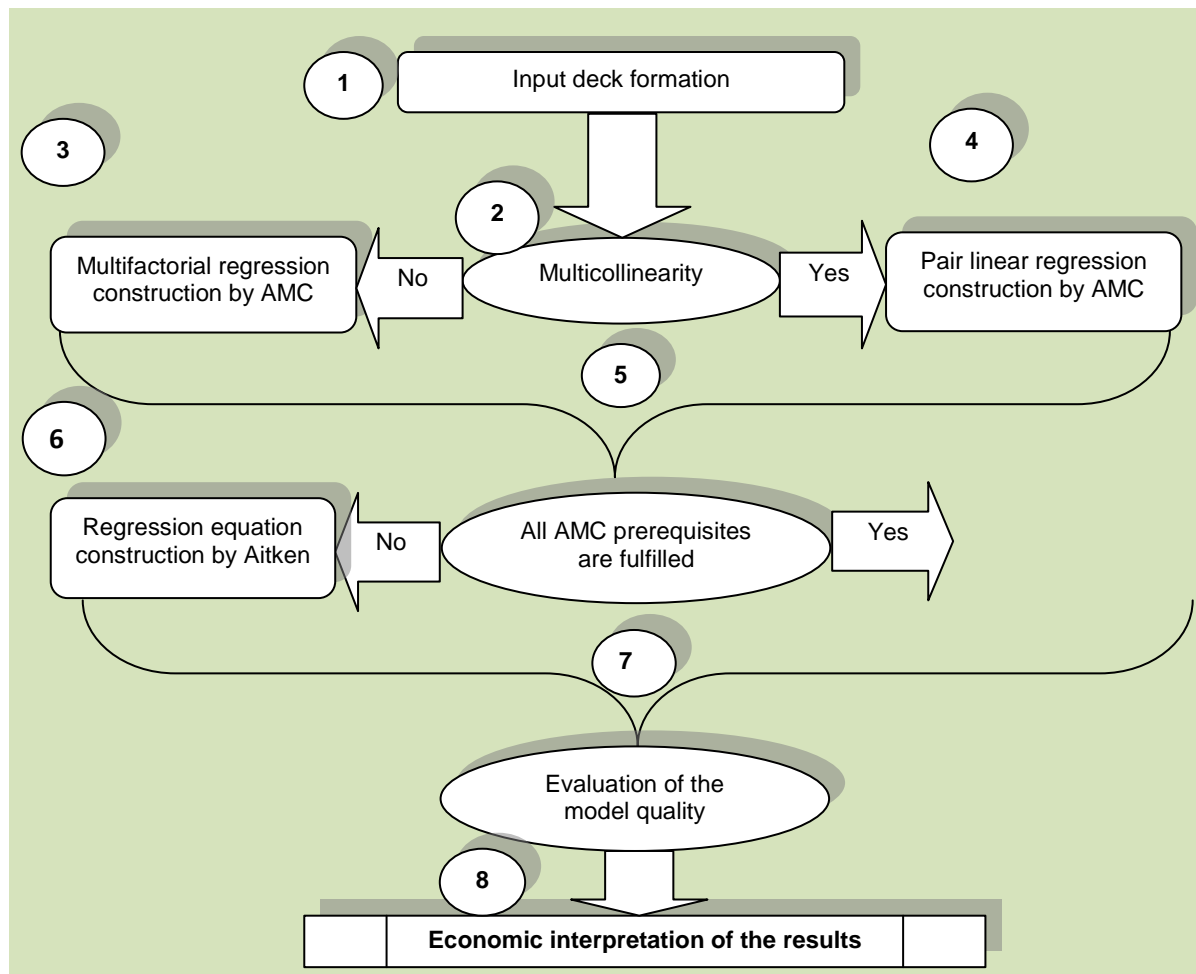 1
Input deck formation
3
4
2
Multifactorial regression
construction by AMC
No
Multicollinearity
Yes
Pair linear regression
construction by AMC
5
6
Regression equation
construction by Aitken
No
All AMC prerequisites
are fulfilled
Yes
7
Evaluation of the
model quality
8
Economic interpretation of the results